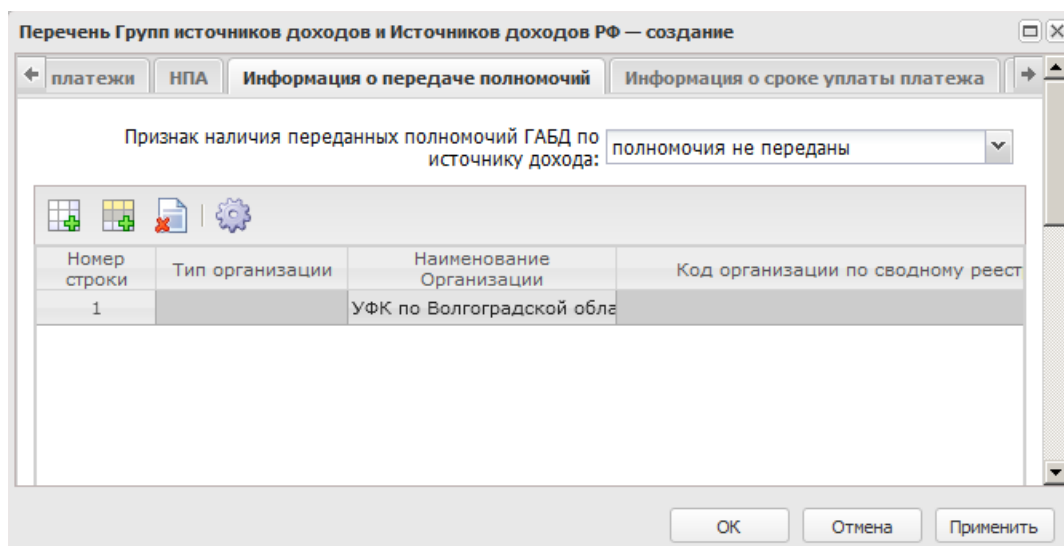 Перечень Групп источников доходов и Источников доходов РФ — создание
платежи НПА Информация о передаче полномочий Информация о сроке уплаты платежа
Признак наличия переданных полномочий ГАБД по
источнику дохода:
полномочия не переданы
Номер
строки
Тип организации
Наименование
Организации
Код организации по сводному реест
1 УФК по Волгоградской обла
ОК Отмена Применить